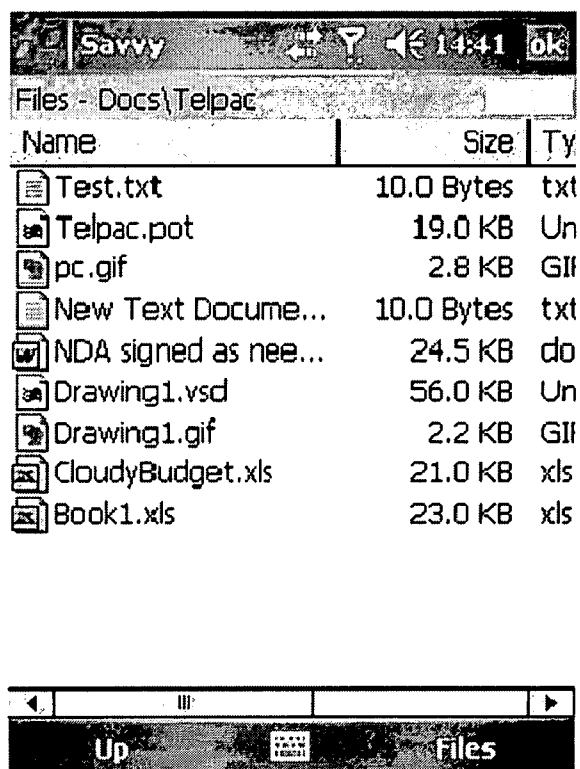 Savvy 14:41 ok
Files - Docs\Telpac
Name Size Ty
Test.txt 10.0 Bytes txt
Telpac.pot 19.0 KB Un
pc.gif 2.8 KB GIF
New Text Docume... 10.0 Bytes txt
NDA signed as nee... 24.5 KB do
Drawing1.vsd 56.0 KB Un
Drawing1.gif 2.2 KB GIF
CloudyBudget.xls 21.0 KB xls
Book1.xls 23.0 KB xls
Up Files